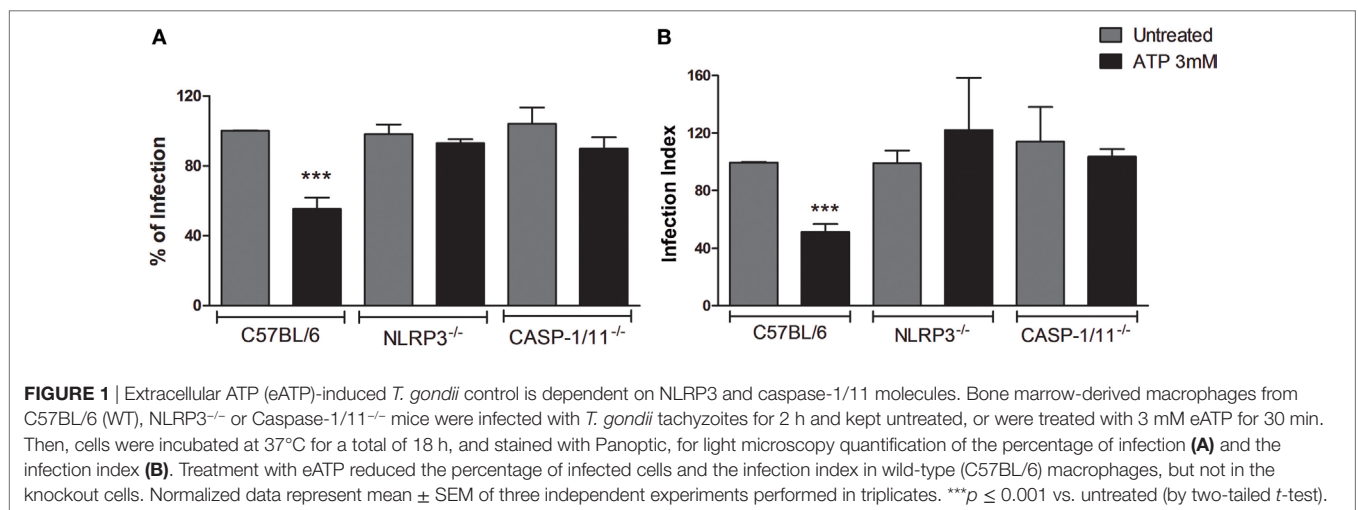 A
B
Untreated
ATP 3mM
% of Infection
120
80
40
0
***
C57BL/6
NLRP3-/-
CASP-1/11-/-
Infection Index
160
120
80
40
0
***
C57BL/6
NLRP3-/-
CASP-1/11-/-
FIGURE 1 | Extracellular ATP (eATP)-induced T. gondii control is dependent on NLRP3 and caspase-1/11 molecules. Bone marrow-derived macrophages from
C57BL/6 (WT), NLRP3−/− or Caspase-1/11−/− mice were infected with T. gondii tachyzoites for 2 h and kept untreated, or were treated with 3 mM eATP for 30 min.
Then, cells were incubated at 37°C for a total of 18 h, and stained with Panoptic, for light microscopy quantification of the percentage of infection (A) and the
infection index (B). Treatment with eATP reduced the percentage of infected cells and the infection index in wild-type (C57BL/6) macrophages, but not in the
knockout cells. Normalized data represent mean ± SEM of three independent experiments performed in triplicates. ***p ≤ 0.001 vs. untreated (by two-tailed t-test).